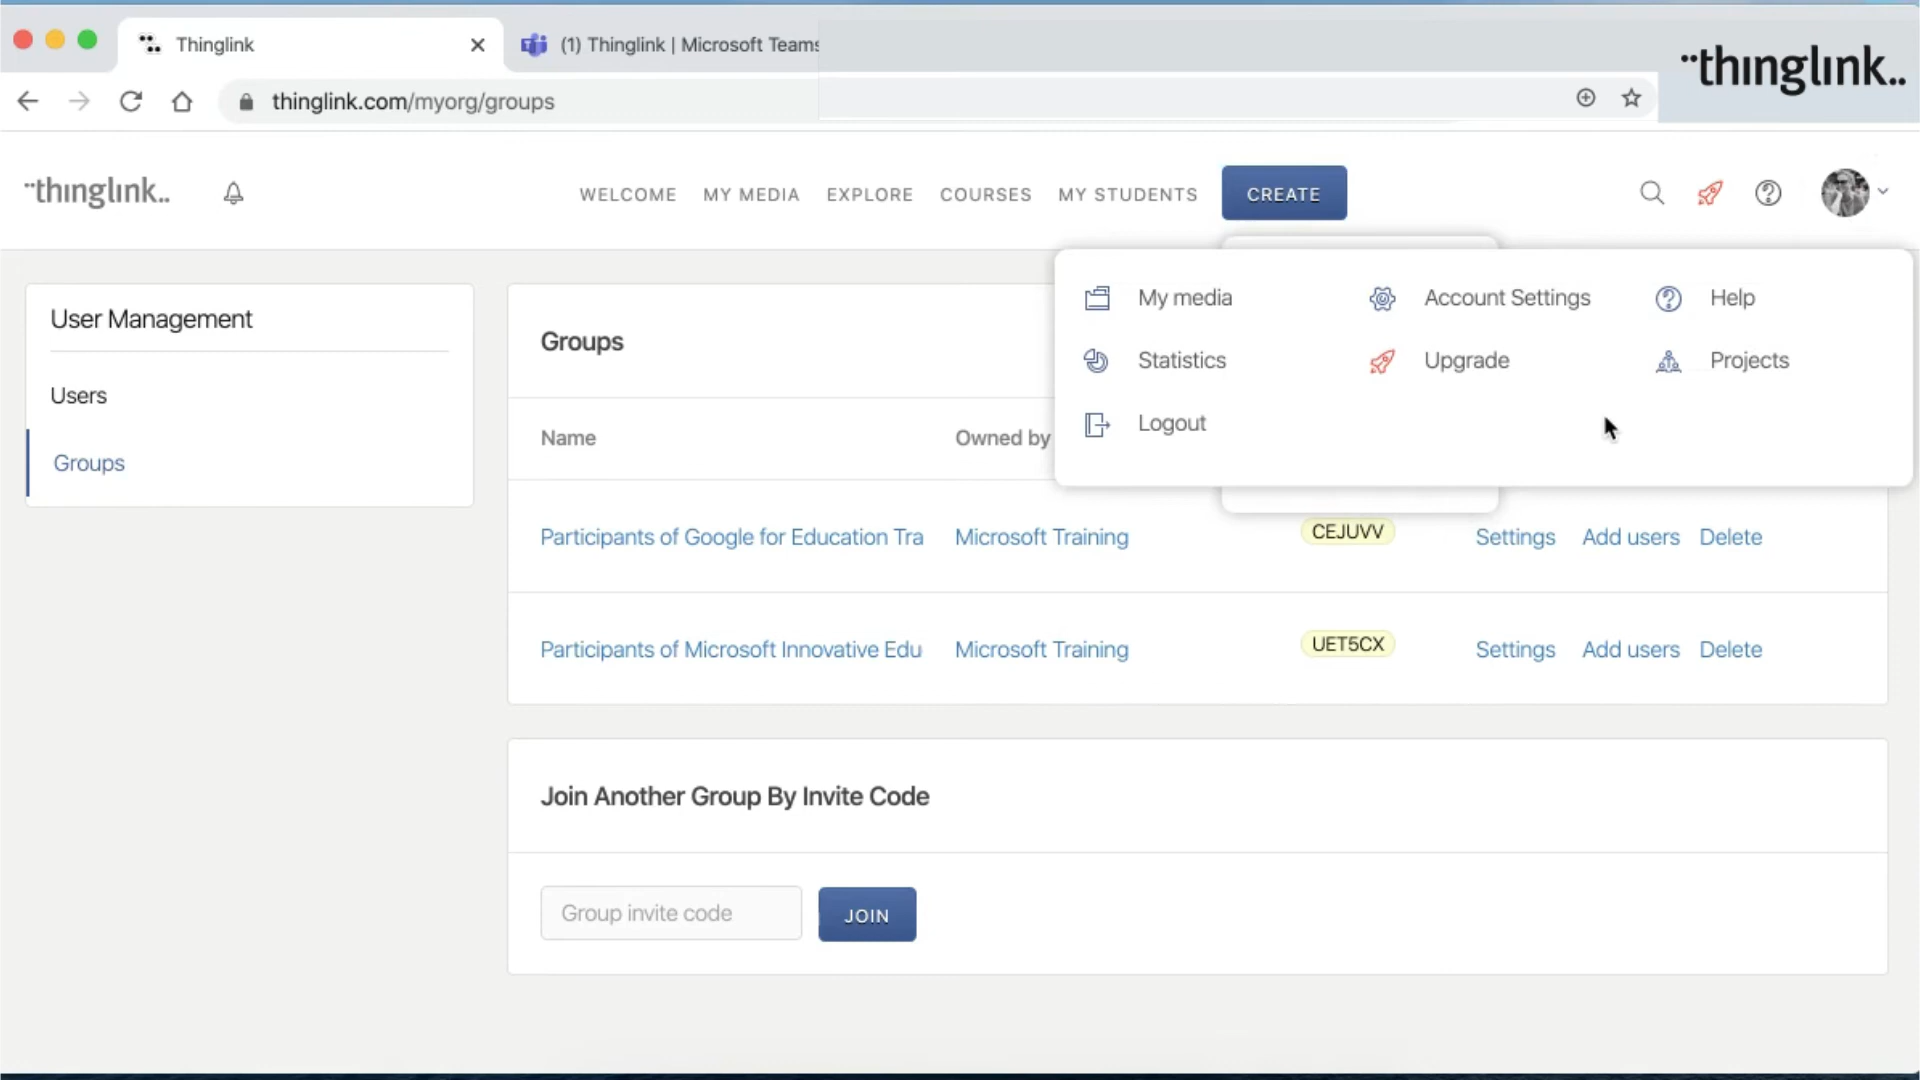 Thinglink
(1) Thinglink | Microsoft Teams
thinglink.com/myorg/groups
¨thinglink..
¨thinglink..
WELCOME
MY MEDIA
EXPLORE
COURSES
MY STUDENTS
CREATE
User Management
Users
Groups
My media
Account Settings
Help
Statistics
Upgrade
Projects
Logout
Groups
Name
Owned by
Participants of Google for Education Tra
Microsoft Training
CEJUVV
Settings
Add users
Delete
Participants of Microsoft Innovative Edu
Microsoft Training
UET5CX
Settings
Add users
Delete
Join Another Group By Invite Code
Group invite code
JOIN